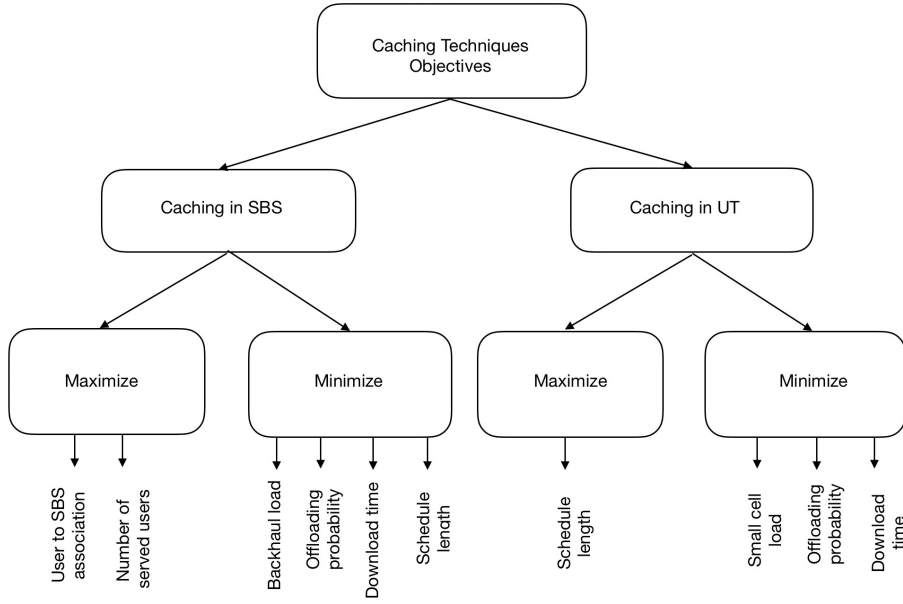 Caching Techniques
Objectives
Caching in SBS
Caching in UT
Maximize
Minimize
Maximize
Minimize
User to SBS
association
Number of
served users
Backhaul load
Offloading
probability
Download time
Schedule
length
Schedule
length
Small cell
load
Offloading
probability
Download
time